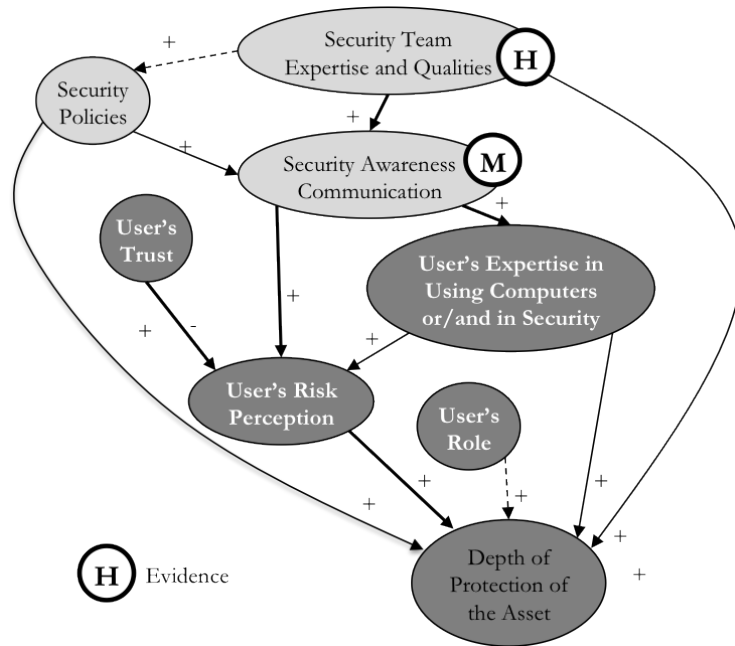 Security Team
Expertise and Qualities
H
+
Security
Policies
+
+
Security Awareness
Communication
M
+
User's
Trust
User's Expertise in
Using Computers
or/and in Security
+
+
-
+
User's Risk
Perception
User's
Role
+
+
+
+
+
+
Depth of
Protection of
the Asset
H
Evidence